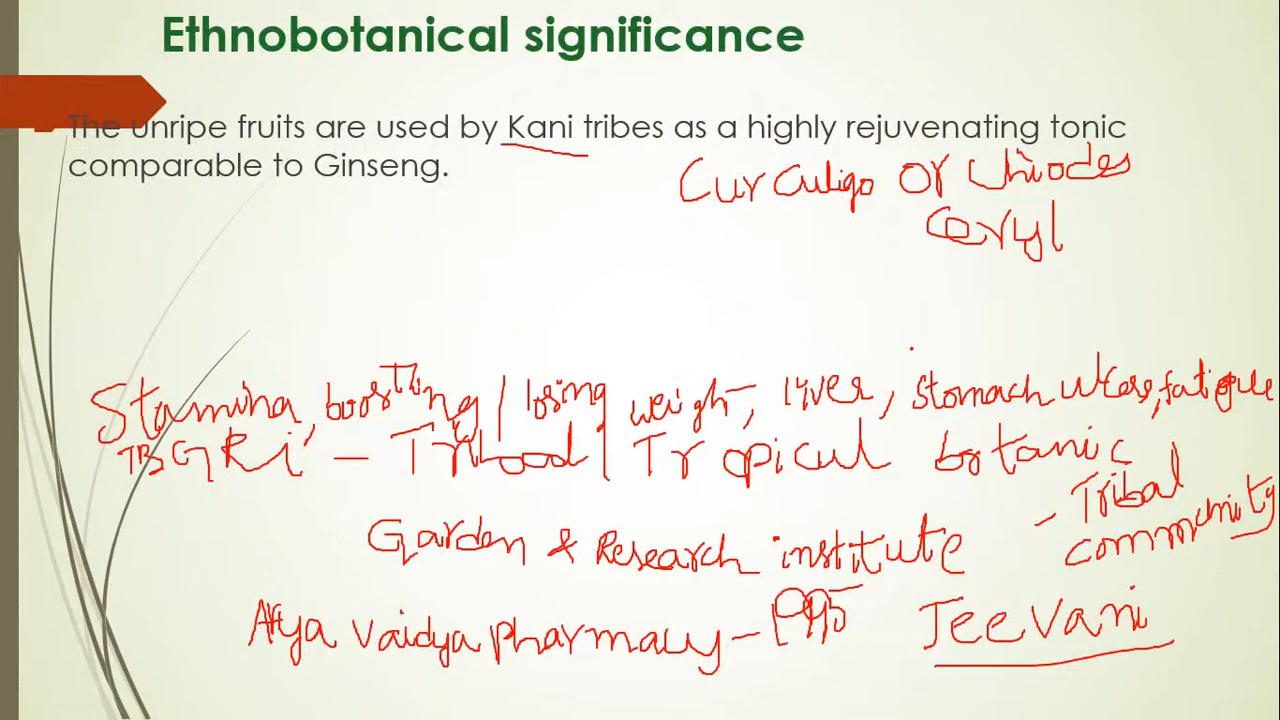 Ethnobotanical significance
The unripe fruits are used by Kani tribes as a highly rejuvenating tonic
comparable to Ginseng.
Curculigo Or
Stamina, boosting / losing weight, liver, stomach ulcers, fatigue
TBGRi - Tropical botanic
- Tribal
community
Garden & Research institute
Arya Vaidya Pharmacy - 1995
Jeevani